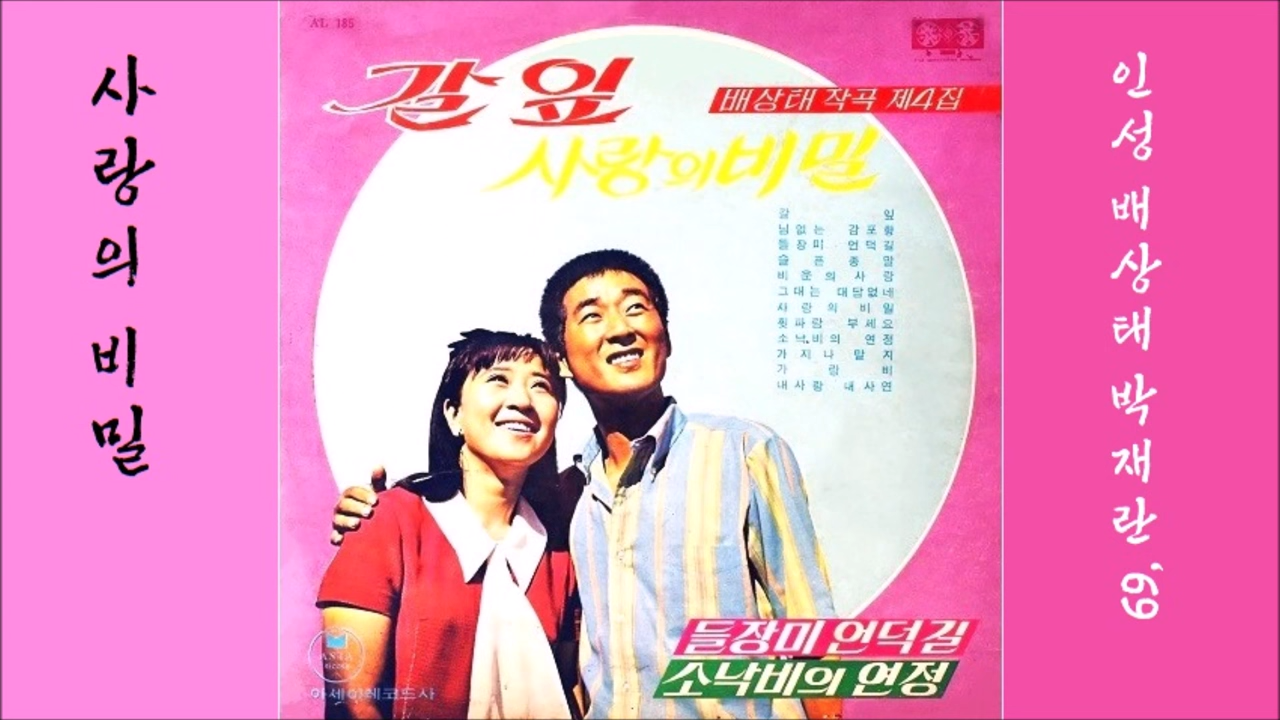 사랑의 비밀
AL 185
갈잎
배상태 작곡 제4집
사랑의 비밀
갈 잎
님없는 감포항
들장미 언덕길
슬픈종말
비운의 사랑
그대는 대답없네
사랑의 비밀
휫파람 부세요
소낙비의 연정
가지나 말지
가랑비
내사랑 내사연
들장미 언덕길
소낙비의 연정
ASIA
RECORD
아세아레코드사
인성 배상태 박재란 '69